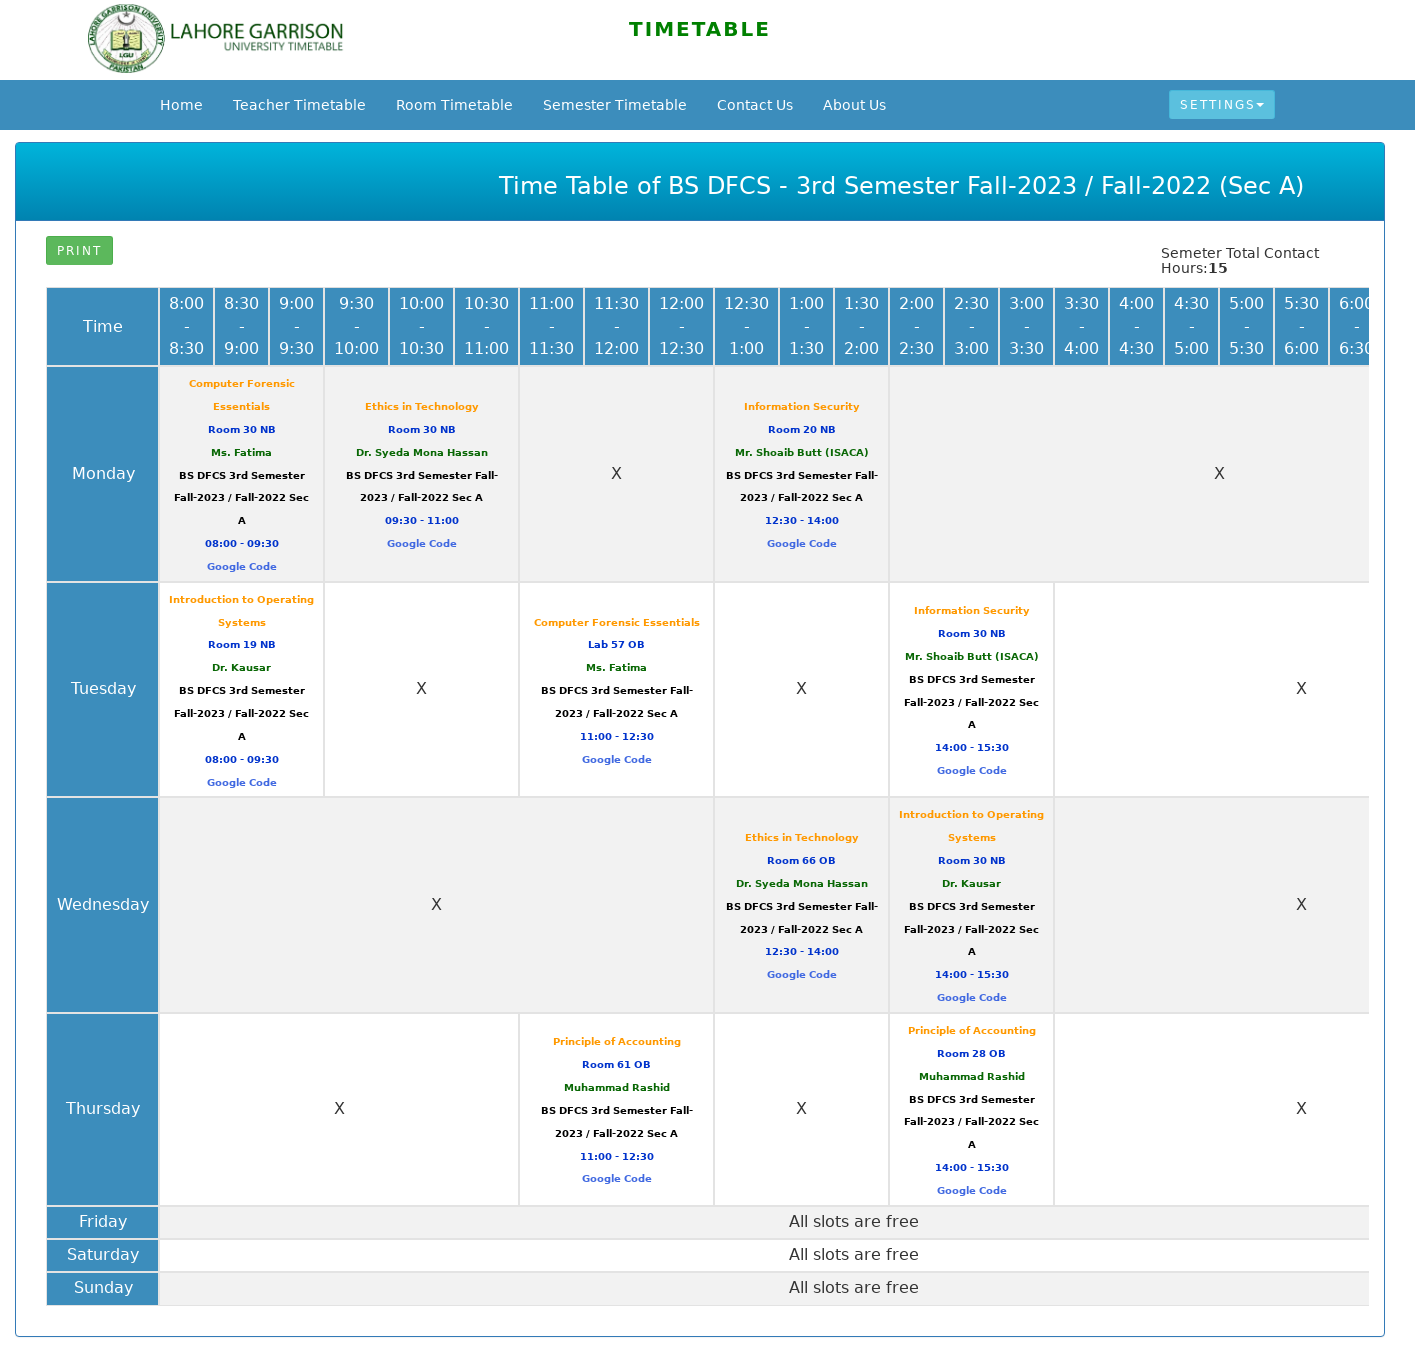 LAHORE GARRISON
UNIVERSITY TIMETABLE
TIMETABLE
Home Teacher Timetable Room Timetable Semester Timetable Contact Us About Us SETTINGS
Time Table of BS DFCS - 3rd Semester Fall-2023 / Fall-2022 (Sec A)
PRINT
Semeter Total Contact
Hours:15
Time
8:00 - 8:30
8:30 - 9:00
9:00 - 9:30
9:30 - 10:00
10:00 - 10:30
10:30 - 11:00
11:00 - 11:30
11:30 - 12:00
12:00 - 12:30
12:30 - 1:00
1:00 - 1:30
1:30 - 2:00
2:00 - 2:30
2:30 - 3:00
3:00 - 3:30
3:30 - 4:00
4:00 - 4:30
4:30 - 5:00
5:00 - 5:30
5:30 - 6:00
6:00 - 6:30
Monday
Computer Forensic
Essentials
Room 30 NB
Ms. Fatima
BS DFCS 3rd Semester
Fall-2023 / Fall-2022 Sec
A
08:00 - 09:30
Google Code
Ethics in Technology
Room 30 NB
Dr. Syeda Mona Hassan
BS DFCS 3rd Semester Fall-
2023 / Fall-2022 Sec A
09:30 - 11:00
Google Code
X
Information Security
Room 20 NB
Mr. Shoaib Butt (ISACA)
BS DFCS 3rd Semester Fall-
2023 / Fall-2022 Sec A
12:30 - 14:00
Google Code
X
Tuesday
Introduction to Operating
Systems
Room 19 NB
Dr. Kausar
BS DFCS 3rd Semester
Fall-2023 / Fall-2022 Sec
A
08:00 - 09:30
Google Code
X
Computer Forensic Essentials
Lab 57 OB
Ms. Fatima
BS DFCS 3rd Semester Fall-
2023 / Fall-2022 Sec A
11:00 - 12:30
Google Code
X
Information Security
Room 30 NB
Mr. Shoaib Butt (ISACA)
BS DFCS 3rd Semester
Fall-2023 / Fall-2022 Sec
A
14:00 - 15:30
Google Code
X
Wednesday
X
Ethics in Technology
Room 66 OB
Dr. Syeda Mona Hassan
BS DFCS 3rd Semester Fall-
2023 / Fall-2022 Sec A
12:30 - 14:00
Google Code
Introduction to Operating
Systems
Room 30 NB
Dr. Kausar
BS DFCS 3rd Semester
Fall-2023 / Fall-2022 Sec
A
14:00 - 15:30
Google Code
X
Thursday
X
Principle of Accounting
Room 61 OB
Muhammad Rashid
BS DFCS 3rd Semester Fall-
2023 / Fall-2022 Sec A
11:00 - 12:30
Google Code
X
Principle of Accounting
Room 28 OB
Muhammad Rashid
BS DFCS 3rd Semester
Fall-2023 / Fall-2022 Sec
A
14:00 - 15:30
Google Code
X
Friday
All slots are free
Saturday
All slots are free
Sunday
All slots are free